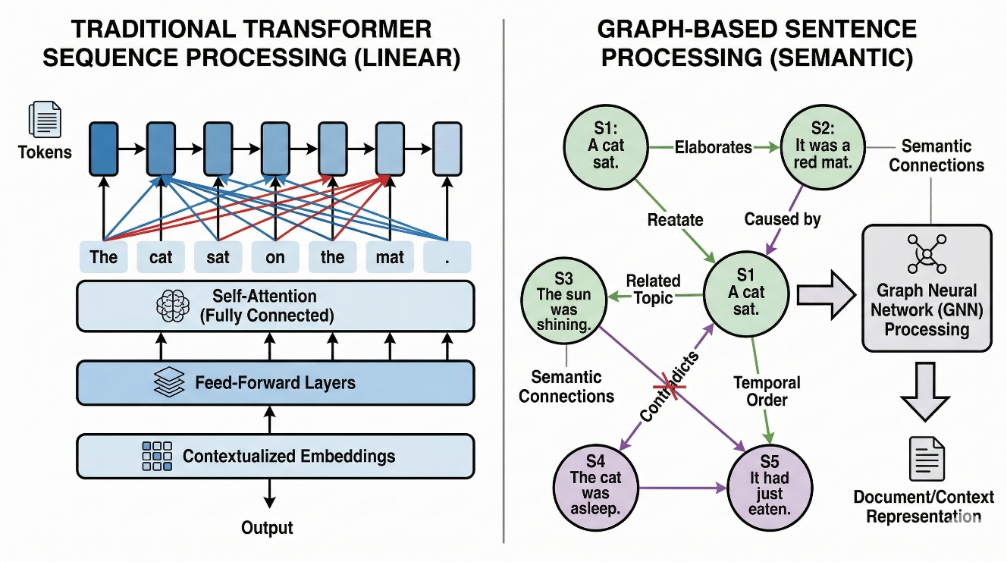 TRADITIONAL TRANSFORMER
SEQUENCE PROCESSING (LINEAR)
Tokens
The cat sat on the mat .
Self-Attention
(Fully Connected)
Feed-Forward Layers
Contextualized Embeddings
Output
GRAPH-BASED SENTENCE
PROCESSING (SEMANTIC)
S1:
A cat
sat.
Elaborates
S2:
It was a
red mat.
Semantic
Connections
Reatate
Caused by
S3
The sun
was
shining.
Related
Topic
S1
A cat
sat.
Graph Neural
Network (GNN)
Processing
Semantic
Connections
Contradicts
Temporal
Order
S4
The cat
was
asleep.
S5
It had
just
eaten.
Document/Context
Representation